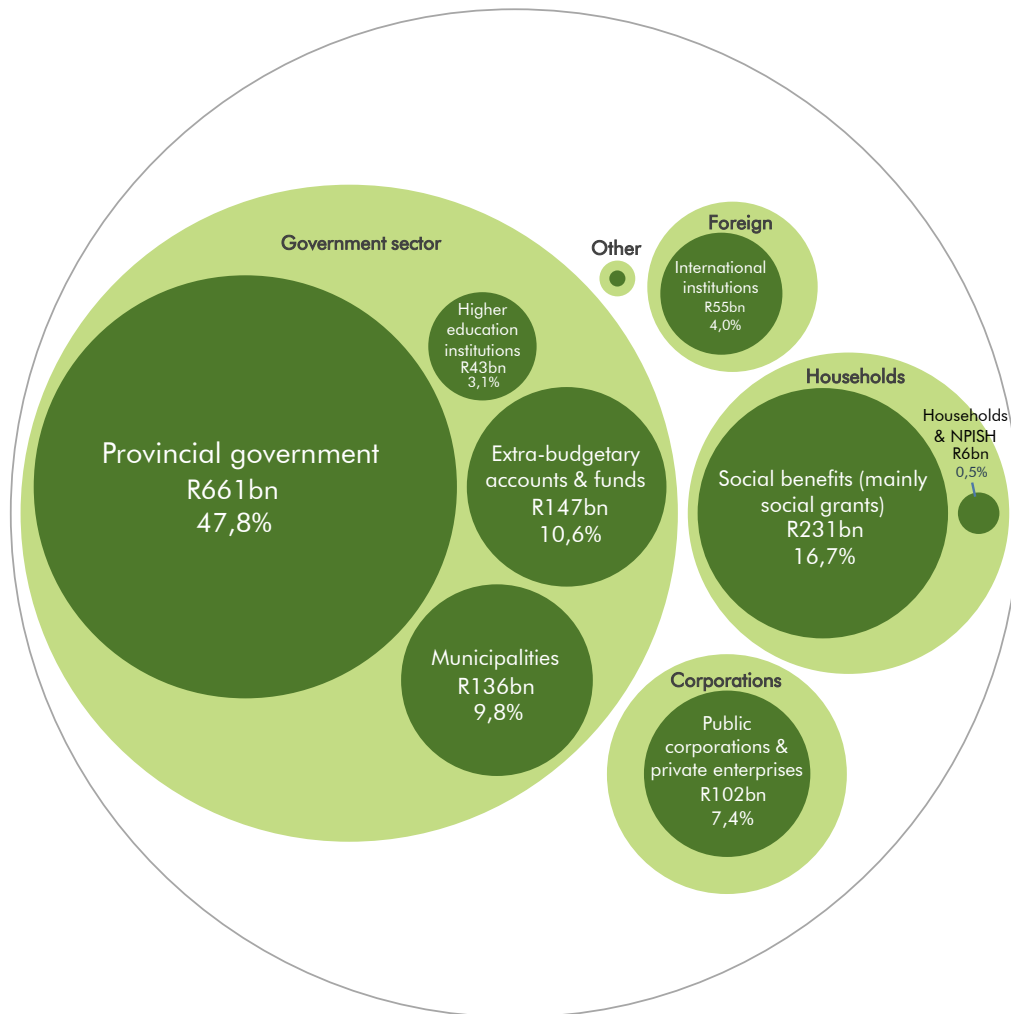 Government sector
Provincial government
R661bn
47,8%
Higher
education
institutions
R43bn
3,1%
Extra-budgetary
accounts & funds
R147bn
10,6%
Municipalities
R136bn
9,8%
Other
Foreign
International
institutions
R55bn
4,0%
Households
Social benefits (mainly
social grants)
R231bn
16,7%
Households
& NPISH
R6bn
0,5%
Corporations
Public
corporations &
private enterprises
R102bn
7,4%